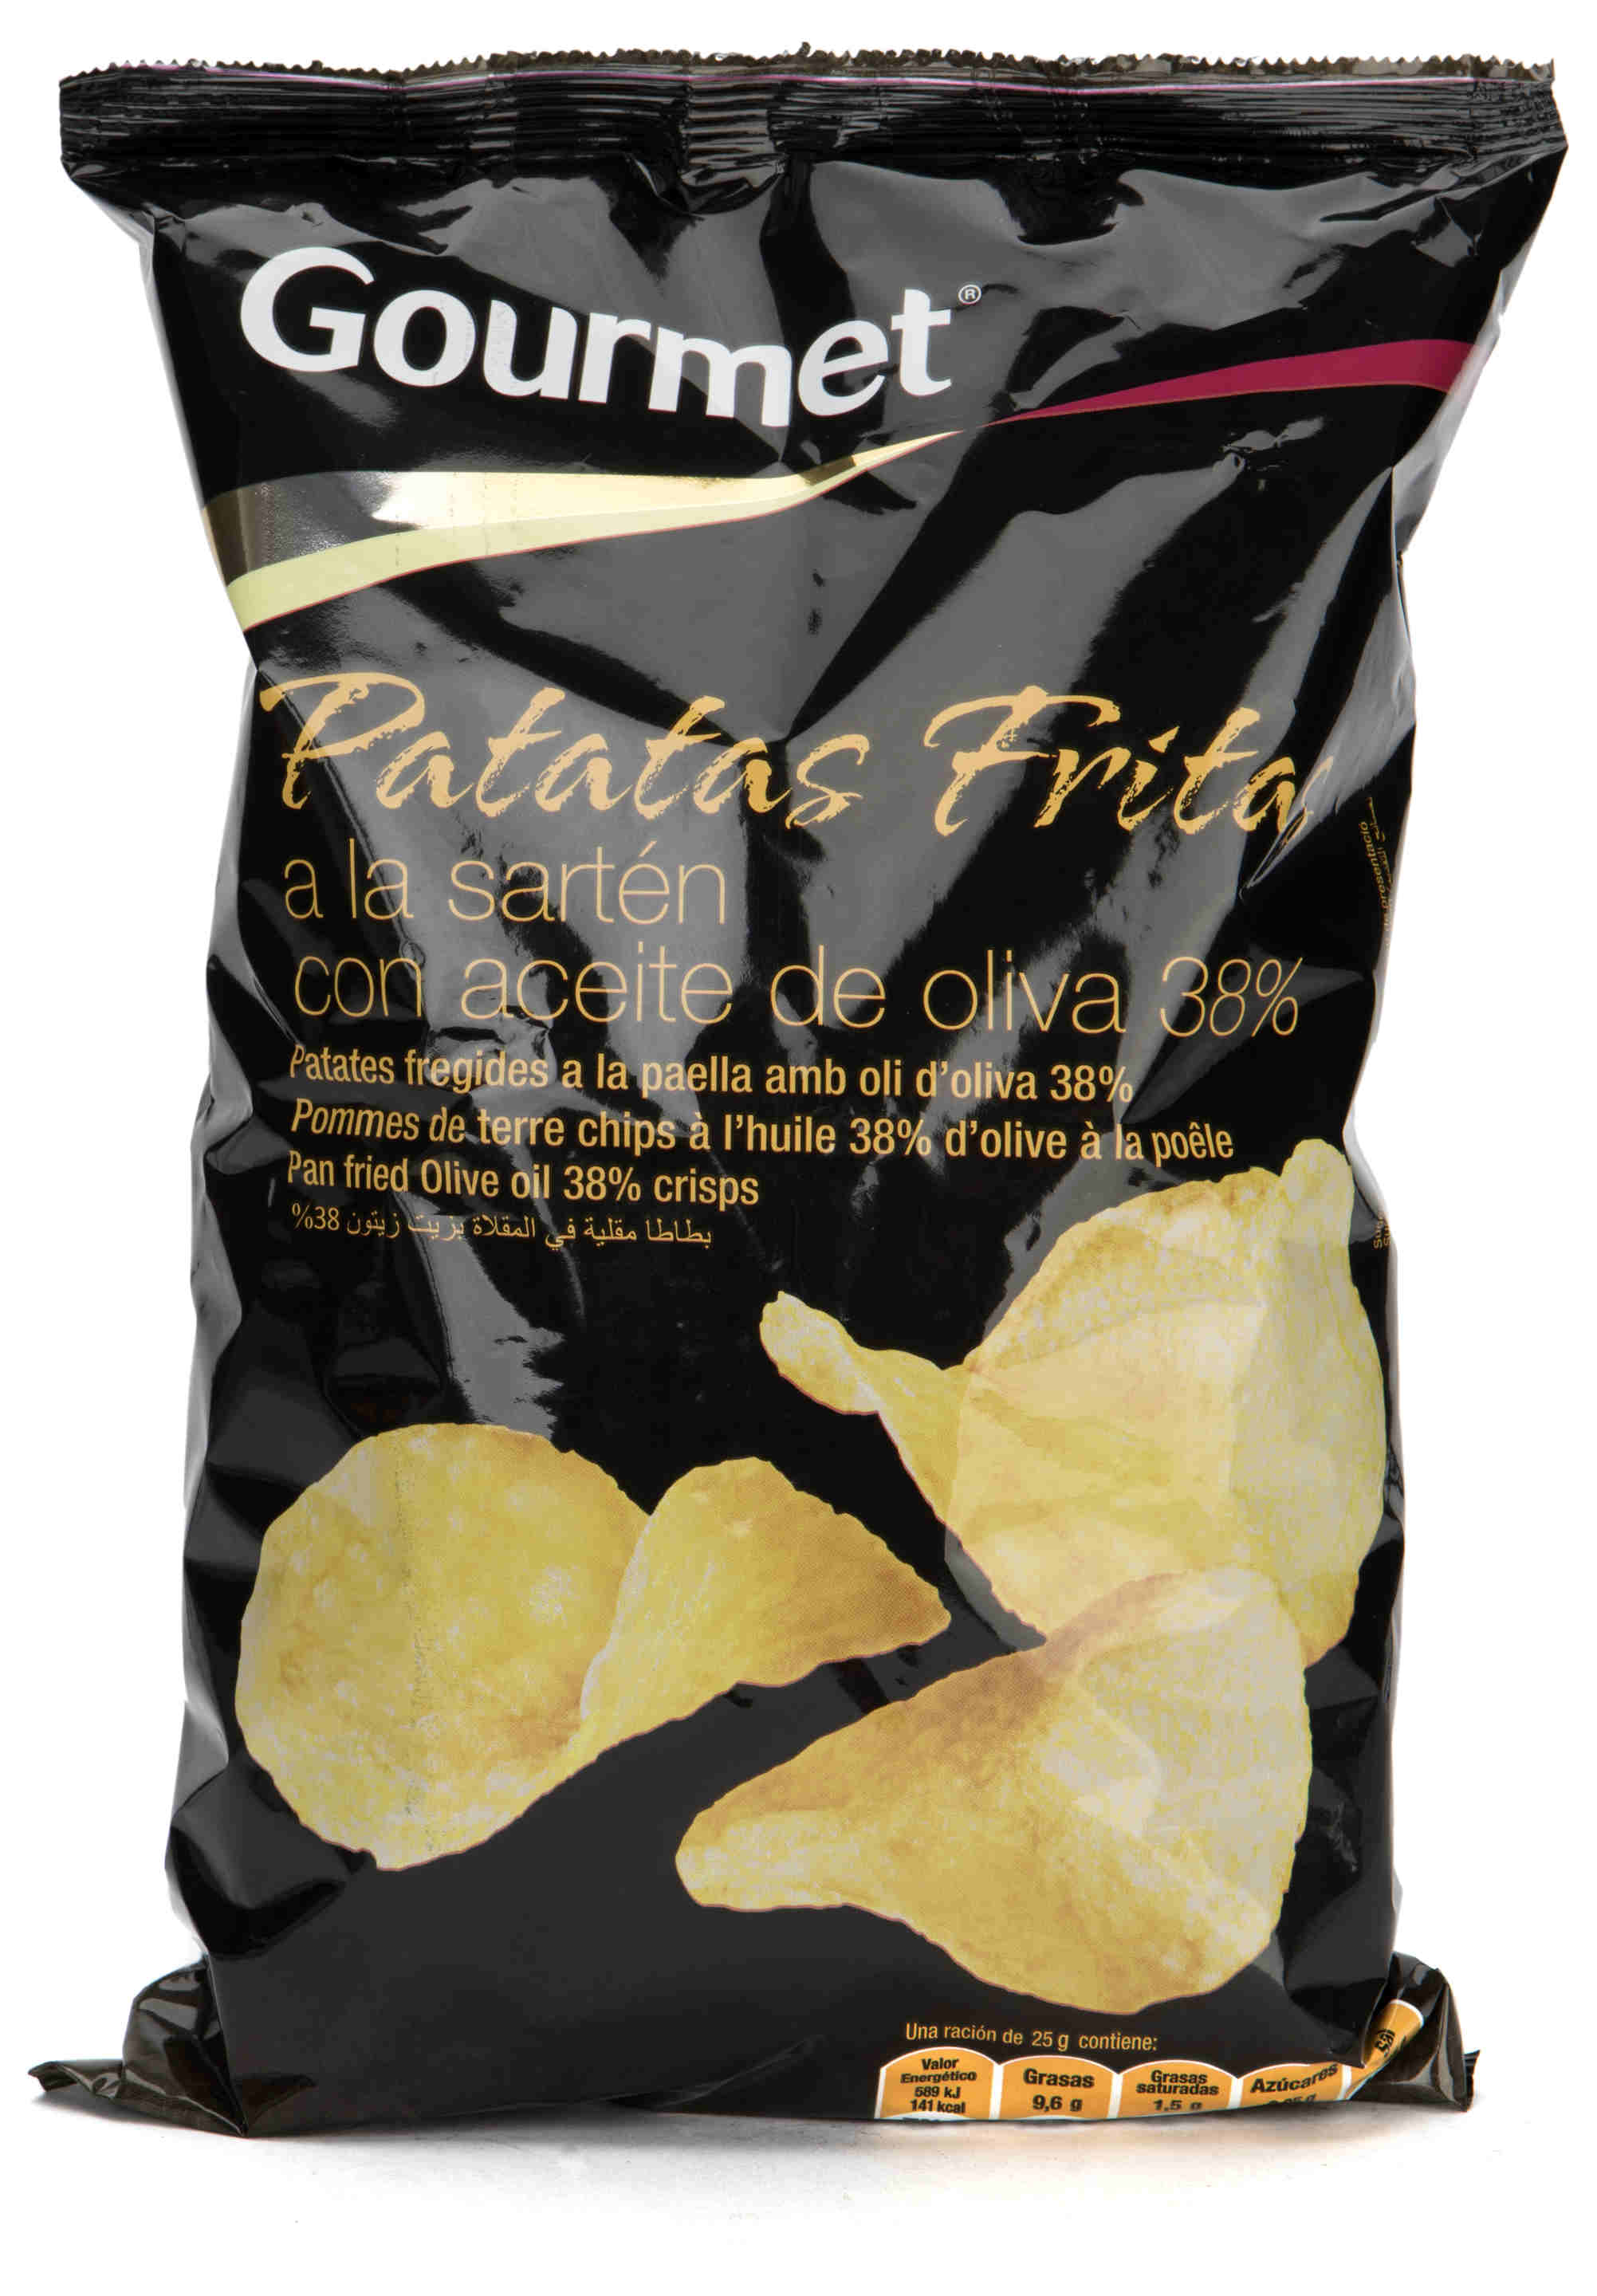 Gourmet®
Patatas Frita
a la sartén
con aceite de oliva 38%
Patates fregides a la paella amb oli d'oliva 38%
Pommes de terre chips à l'huile 38% d'olive à la poêle
Pan fried Olive oil 38% crisps
بطاطا مقلية في المقلاة بزيت زيتون 38%
presentació
Una ración de 25 g contiene:
Valor Energético 589 kJ 141 kcal
Grasas 9,6 g
Grasas saturadas 1,5 g
Azúcares